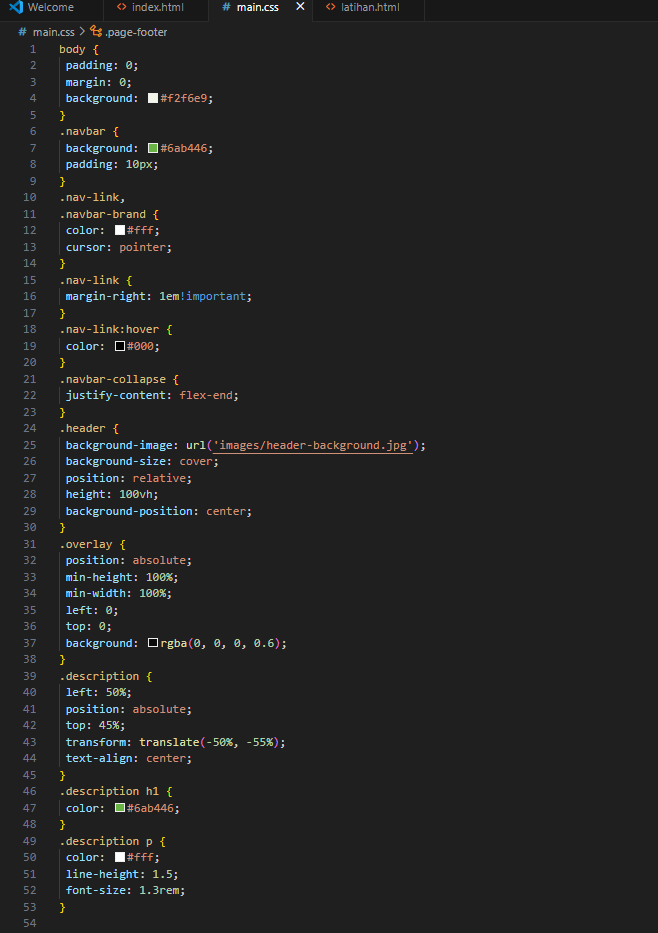 Welcome index.html main.css latihan.html
main.css > .page-footer
1 body {
2 padding: 0;
3 margin: 0;
4 background: #f2f6e9;
5 }
6 .navbar {
7 background: #6ab446;
8 padding: 10px;
9 }
10 .nav-link,
11 .navbar-brand {
12 color: #fff;
13 cursor: pointer;
14 }
15 .nav-link {
16 margin-right: 1em!important;
17 }
18 .nav-link:hover {
19 color: #000;
20 }
21 .navbar-collapse {
22 justify-content: flex-end;
23 }
24 .header {
25 background-image: url('images/header-background.jpg');
26 background-size: cover;
27 position: relative;
28 height: 100vh;
29 background-position: center;
30 }
31 .overlay {
32 position: absolute;
33 min-height: 100%;
34 min-width: 100%;
35 left: 0;
36 top: 0;
37 background: rgba(0, 0, 0, 0.6);
38 }
39 .description {
40 left: 50%;
41 position: absolute;
42 top: 45%;
43 transform: translate(-50%, -55%);
44 text-align: center;
45 }
46 .description h1 {
47 color: #6ab446;
48 }
49 .description p {
50 color: #fff;
51 line-height: 1.5;
52 font-size: 1.3rem;
53 }
54